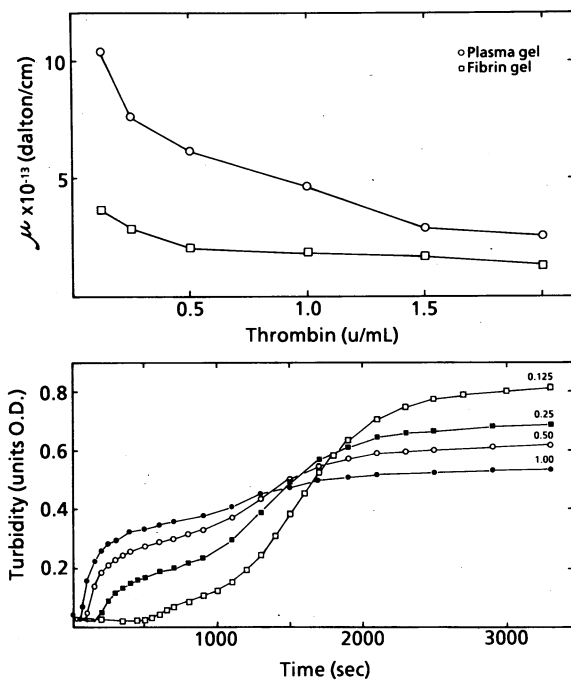 10
5
μ x10⁻¹³ (dalton/cm)
○ Plasma gel
□ Fibrin gel
0.5 1.0 1.5
Thrombin (u/mL)
0.8
0.6
0.4
0.2
Turbidity (units O.D.)
0.125
0.25
0.50
1.00
1000 2000 3000
Time (sec)